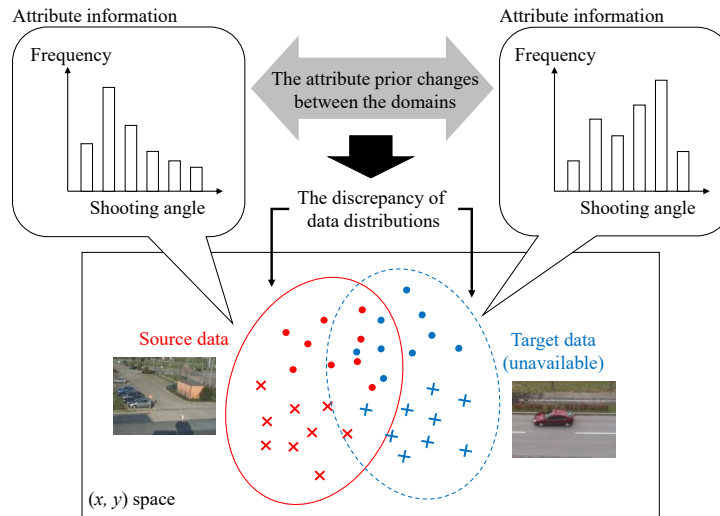 Attribute information
Attribute information
Frequency
Shooting angle
The attribute prior changes
between the domains
Frequency
Shooting angle
The discrepancy of
data distributions
Source data
Target data
(unavailable)
(x, y) space